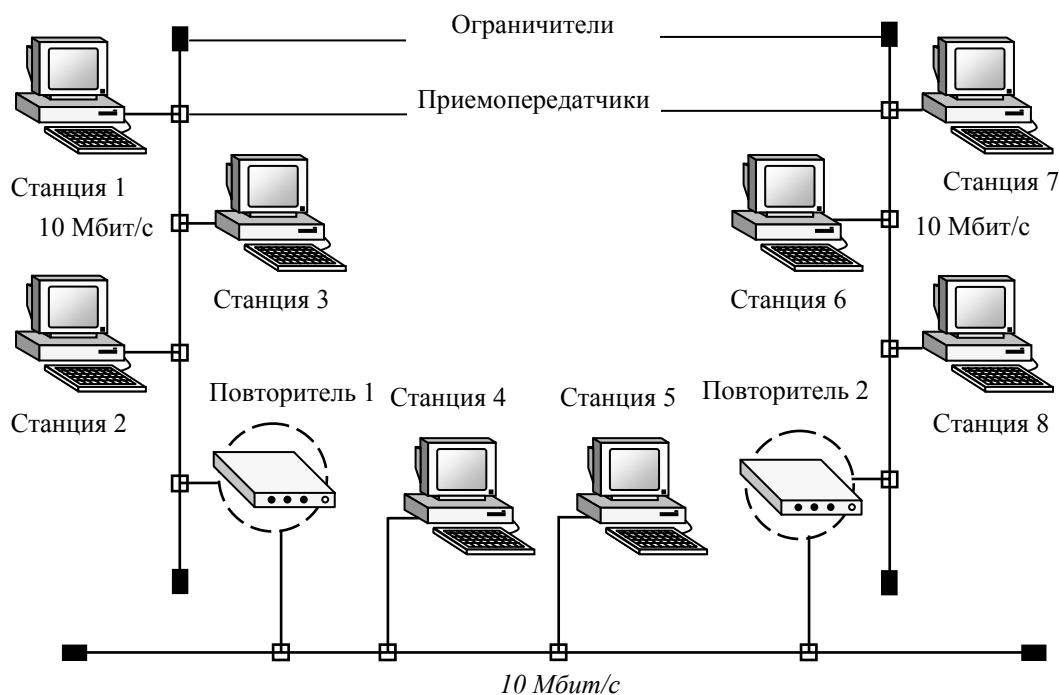 Ограничители
Приемопередатчики
Станция 1
Станция 7
10 Мбит/с
10 Мбит/с
Станция 3
Станция 6
Повторитель 1
Станция 4
Станция 5
Повторитель 2
Станция 2
Станция 8
10 Мбит/с